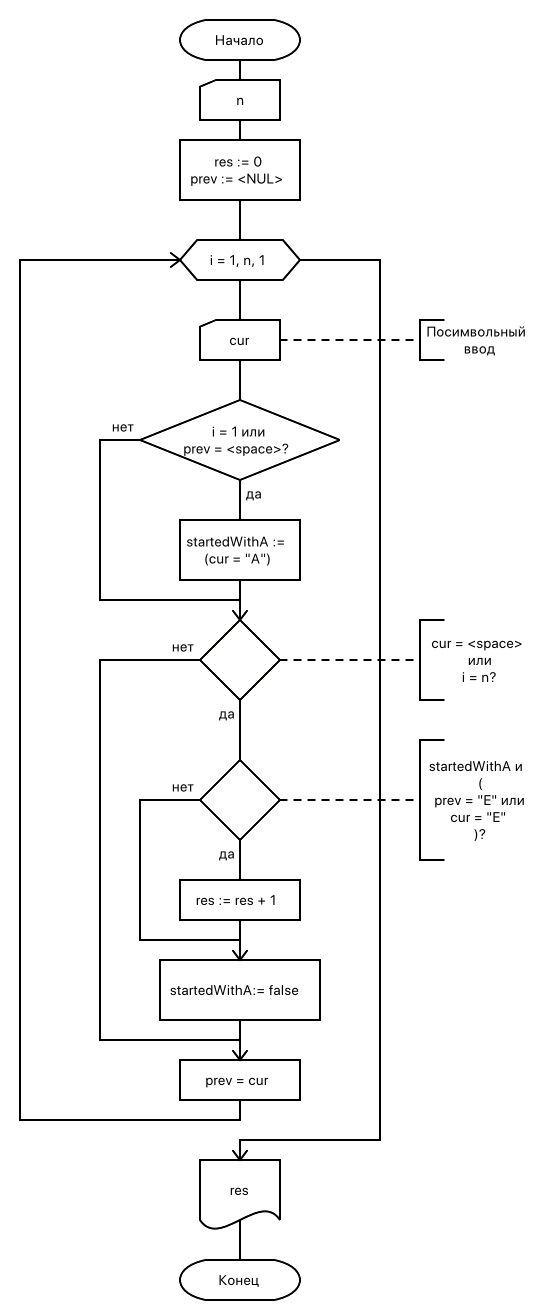 Начало
n
res := 0
prev := <NUL>
i = 1, n, 1
cur
Посимвольный
ввод
нет
i = 1 или
prev = <space>?
да
startedWithA :=
(cur = "A")
нет
cur = <space>
или
i = n?
да
нет
startedWithA и
(
prev = "E" или
cur = "E"
)?
да
res := res + 1
startedWithA:= false
prev = cur
res
Конец